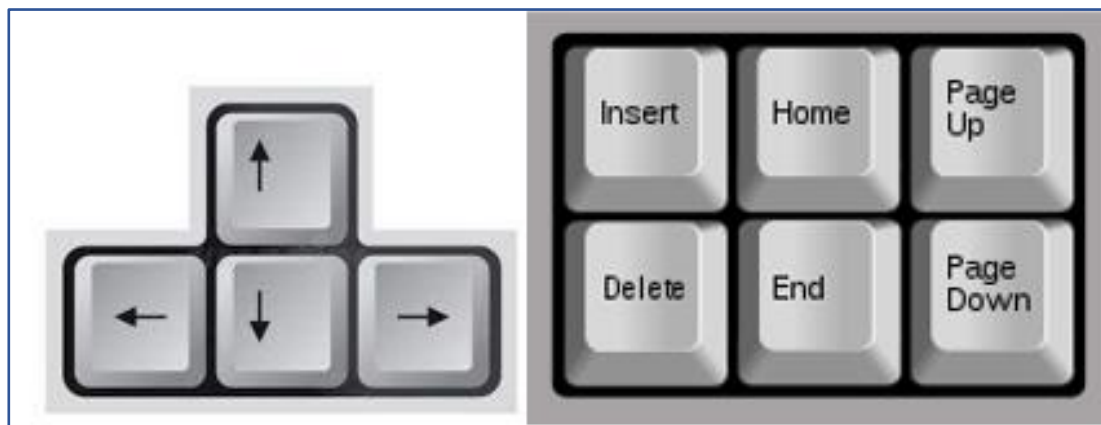 ↑
← ↓ →
Insert Home Page
Up
Delete End Page
Down